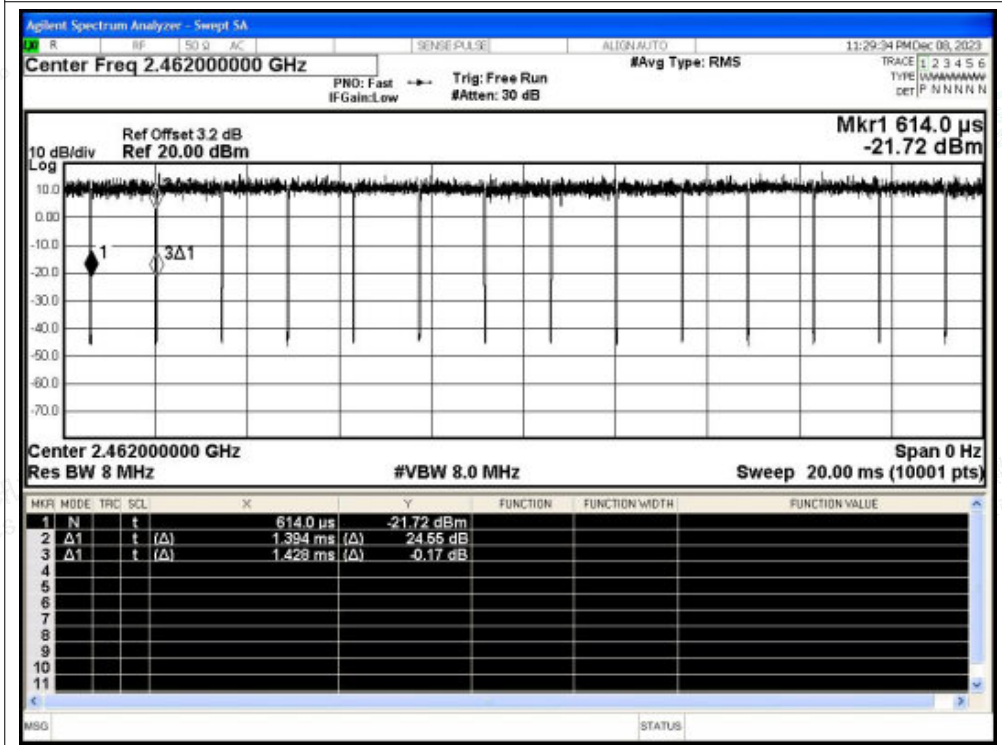 Agilent Spectrum Analyzer - Swept SA
LXI R RF 50 Ω AC SENSE:PULSE ALIGN AUTO 11:29:34 PM Dec 08, 2023
Center Freq 2.462000000 GHz #Avg Type: RMS TRACE 1 2 3 4 5 6
PNO: Fast Trig: Free Run TYPE WWWWWW
IFGain:Low #Atten: 30 dB DET P N N N N N
Mkr1 614.0 µs
Ref Offset 3.2 dB
10 dB/div Ref 20.00 dBm -21.72 dBm
Log
10.0
0.00
-10.0
1 3Δ1
-20.0
-30.0
-40.0
-50.0
-60.0
-70.0
Center 2.462000000 GHz Span 0 Hz
Res BW 8 MHz #VBW 8.0 MHz Sweep 20.00 ms (10001 pts)
MKR MODE TRC SCL X Y FUNCTION FUNCTION WIDTH FUNCTION VALUE
1 N t 614.0 µs -21.72 dBm
2 Δ1 t (Δ) 1.394 ms (Δ) 24.55 dB
3 Δ1 t (Δ) 1.428 ms (Δ) -0.17 dB
4
5
6
7
8
9
10
11
MSG STATUS